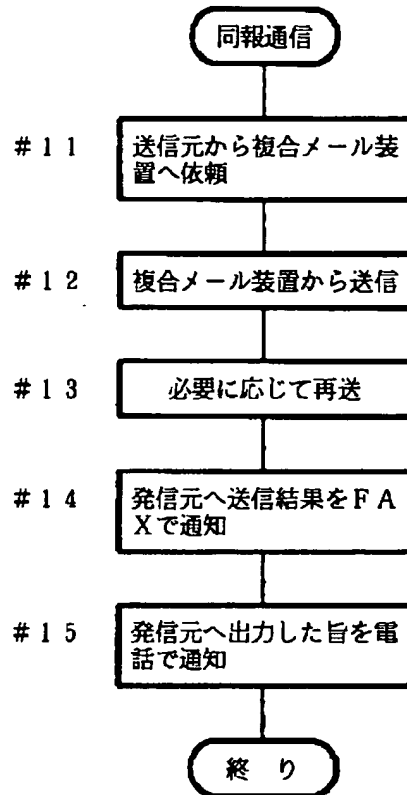 同報通信
#11 送信元から複合メール装
置へ依頼
#12 複合メール装置から送信
#13 必要に応じて再送
#14 発信元へ送信結果をFA
Xで通知
#15 発信元へ出力した旨を電
話で通知
終り